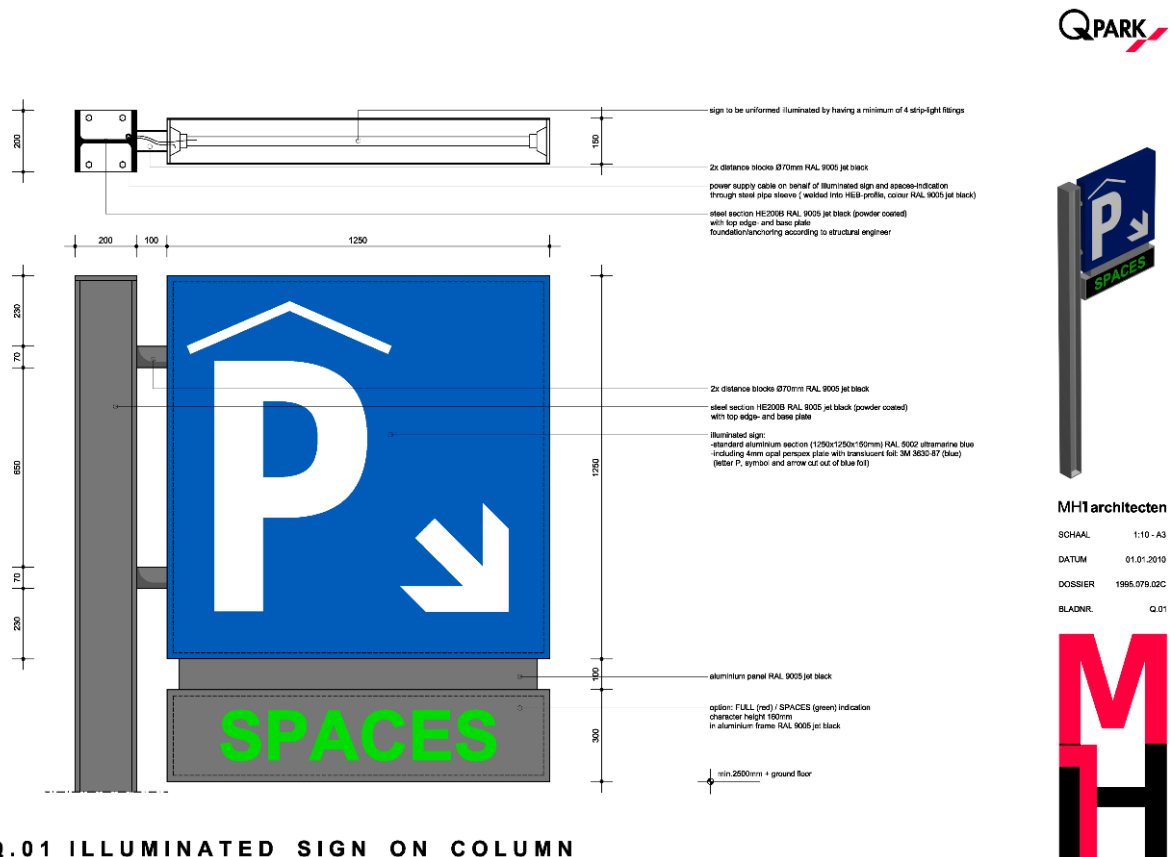 Q PARK
sign to be uniformed illuminated by having a minimum of 4 strip-light fittings
200
150
2x distance blocks Ø70mm RAL 9005 jet black
power supply cable on behalf of illuminated sign and spaces-indication
through steel pipe sleeve ( welded into HEB-profile, colour RAL 9005 jet black)
steel section HE200B RAL 9005 jet black (powder coated)
with top edge- and base plate
foundation/anchoring according to structural engineer
200
100
1250
P
SPACES
230
70
650
70
230
P
1250
2x distance blocks Ø70mm RAL 9005 jet black
steel section HE200B RAL 9005 jet black (powder coated)
with top edge- and base plate
illuminated sign:
-standard aluminium section (1250x1250x150mm) RAL 5002 ultramarine blue
-including 4mm opal perspex plate with translucent foil: 3M 3630-87 (blue)
(letter P, symbol and arrow cut out of blue foil)
MH1architecten
SCHAAL 1:10 - A3
DATUM 01.01.2010
DOSSIER 1995.079.02C
BLADNR. Q.01
100
aluminium panel RAL 9005 jet black
SPACES
300
option: FULL (red) / SPACES (green) indication
character height 160mm
in aluminium frame RAL 9005 jet black
min.2500mm + ground floor
MH
Q.01 ILLUMINATED SIGN ON COLUMN